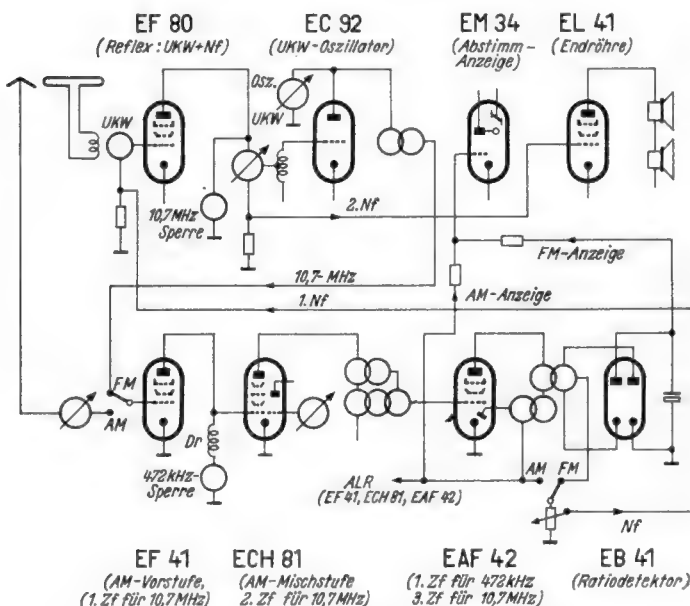 EF 80
(Reflex: UKW+Nf)
EC 92
(UKW-Oszillator)
EM 34
(Abstimm-
Anzeige)
EL 41
(Endröhre)
Osz.
UKW
UKW
10,7MHz
Sperre
2.Nf
FM-Anzeige
10,7-MHz
AM-Anzeige
1.Nf
FM
AM
Dr
472kHz-
Sperre
ALR
(EF 41, ECH 81, EAF 42)
AM
FM
Nf
EF 41
(AM-Vorstufe,
1. Zf für 10,7MHz)
ECH 81
(AM-Mischstufe
2. Zf für 10,7MHz)
EAF 42
(1. Zf für 472kHz
3. Zf für 10,7MHz)
EB 41
(Ratiodetektor)